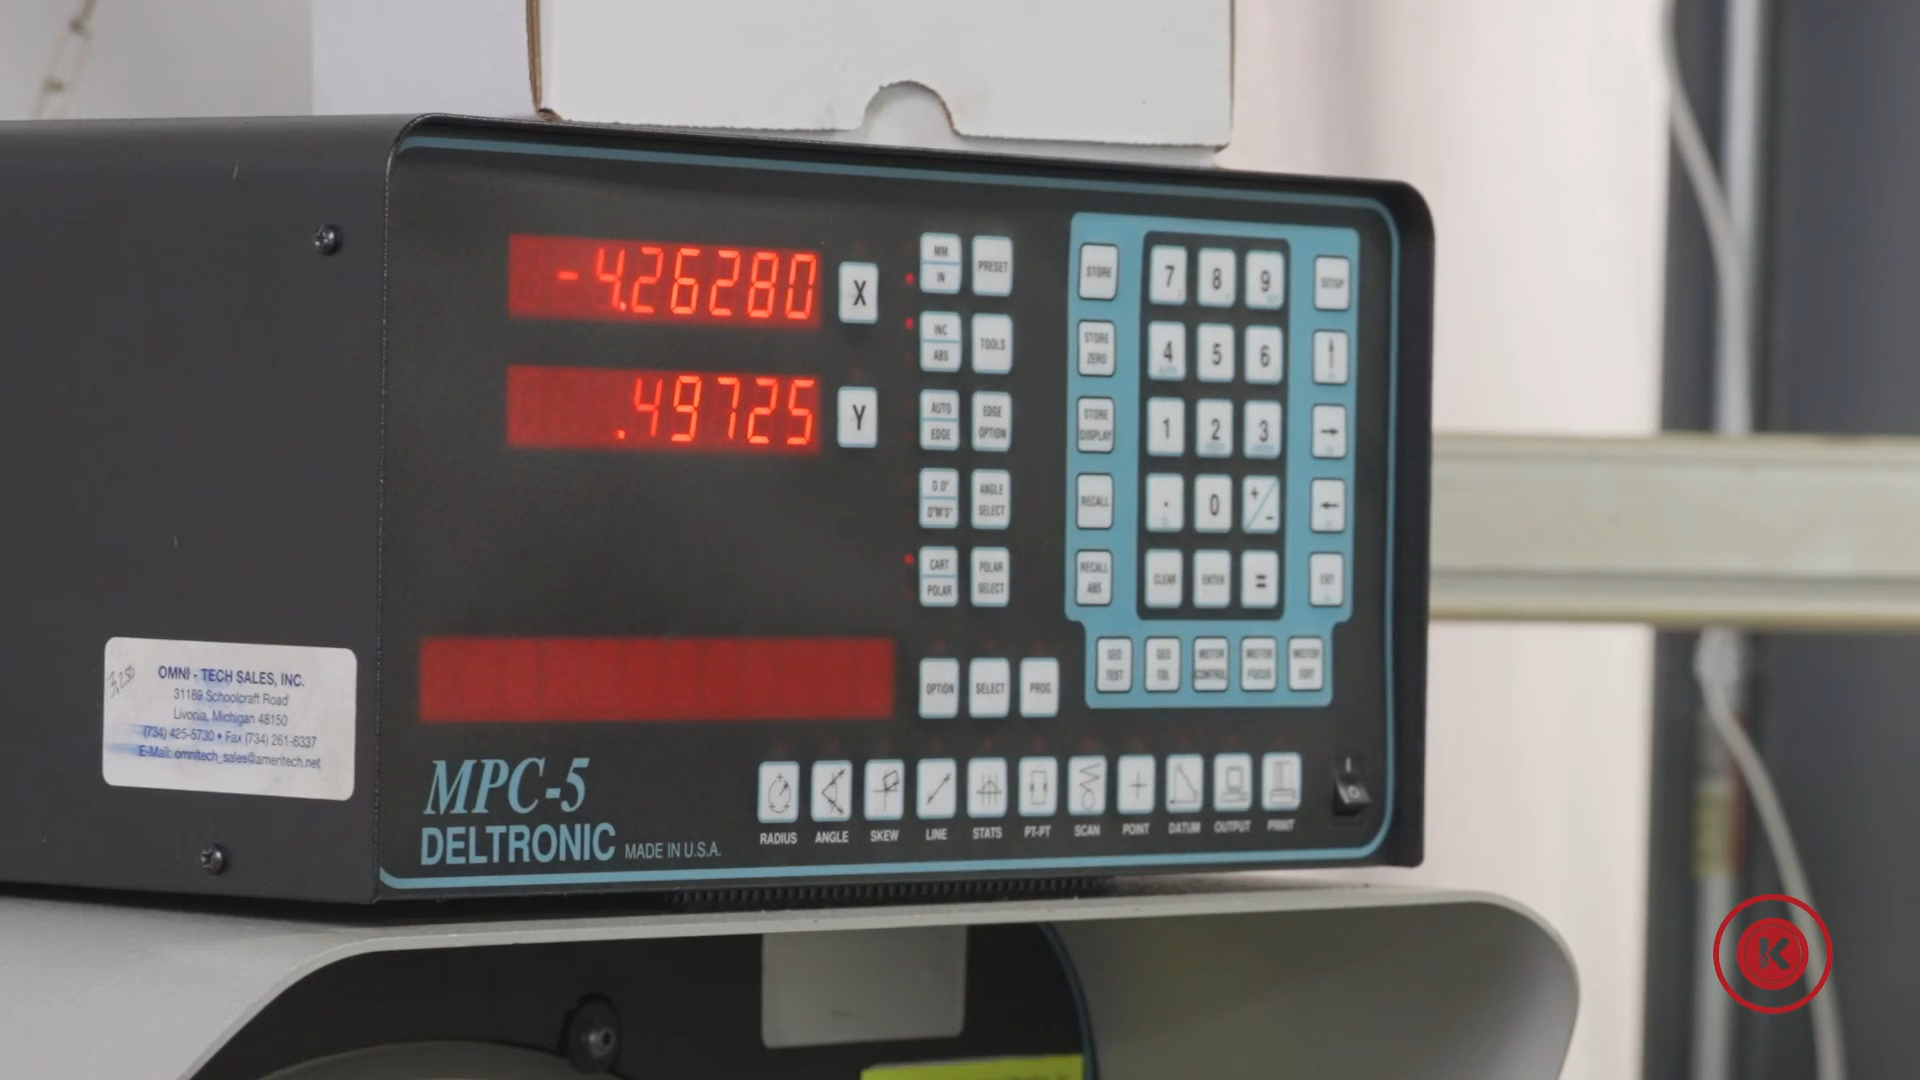 -4.26280
X
.49725
Y
MM
IN
PRESET
INC
ABS
TOOLS
AUTO
EDGE
EDGE
OPTION
D.D°
D°M'S"
ANGLE
SELECT
CART
POLAR
POLAR
SELECT
OPTION
SELECT
PROG
STORE
STORE
ZERO
STORE
DISPLAY
RECALL
RECALL
ABS
7
8
9
4
5
6
1
2
3
.
0
+/-
CLEAR
ENTER
=
SETUP
↑
→
←
EXIT
GEO
TEST
GEO
TOL
MOTOR
CONTROL
MOTOR
FOCUS
MOTOR
EDIT
RADIUS
ANGLE
SKEW
LINE
STATS
PT-PT
SCAN
POINT
DATUM
OUTPUT
PRINT
MPC-5
DELTRONIC MADE IN U.S.A.
3,250
OMNI - TECH SALES, INC.
31189 Schoolcraft Road
Livonia, Michigan 48150
(734) 425-5730 • Fax (734) 261-6337
E-Mail: omnitech_sales@ameritech.net
K